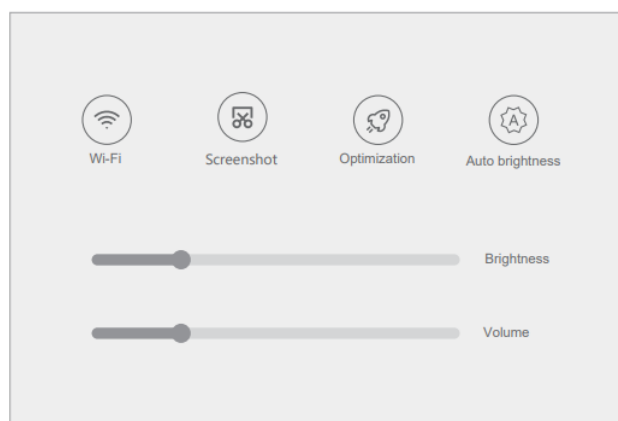 Wi-Fi
Screenshot
Optimization
Auto brightness
Brightness
Volume